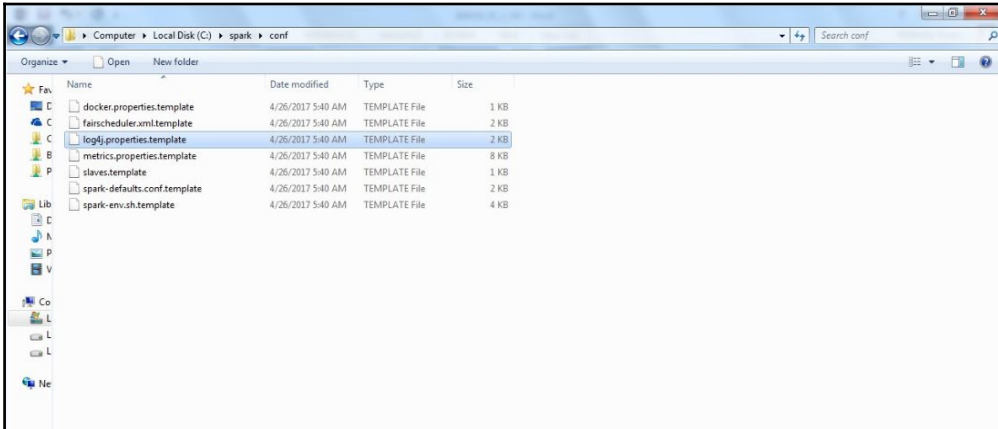 Computer ▸ Local Disk (C:) ▸ spark ▸ conf
Search conf
Organize Open New folder
Name Date modified Type Size
docker.properties.template 4/26/2017 5:40 AM TEMPLATE File 1 KB
fairscheduler.xml.template 4/26/2017 5:40 AM TEMPLATE File 2 KB
log4j.properties.template 4/26/2017 5:40 AM TEMPLATE File 2 KB
metrics.properties.template 4/26/2017 5:40 AM TEMPLATE File 8 KB
slaves.template 4/26/2017 5:40 AM TEMPLATE File 1 KB
spark-defaults.conf.template 4/26/2017 5:40 AM TEMPLATE File 2 KB
spark-env.sh.template 4/26/2017 5:40 AM TEMPLATE File 4 KB
Fav
D
C
C
B
P
Lib
D
N
P
V
Co
L
L
L
Ne